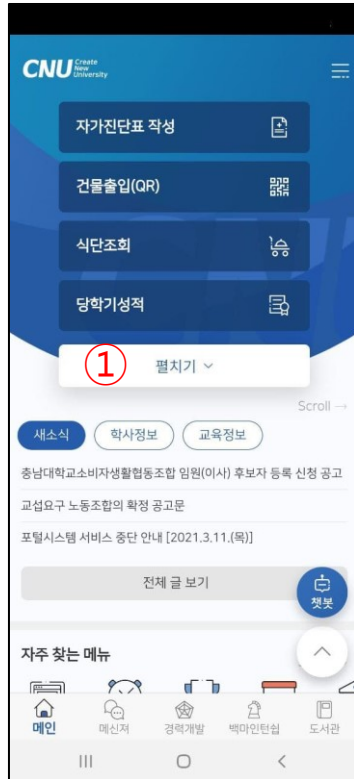 CNU Create
New
University
자가진단표 작성
건물출입(QR)
식단조회
당학기성적
① 펼치기
Scroll →
새소식 학사정보 교육정보
충남대학교소비자생활협동조합 임원(이사) 후보자 등록 신청 공고
교섭요구 노동조합의 확정 공고문
포털시스템 서비스 중단 안내 [2021.3.11.(목)]
전체 글 보기
챗봇
자주 찾는 메뉴
메인 메신져 경력개발 백마인턴쉽 도서관